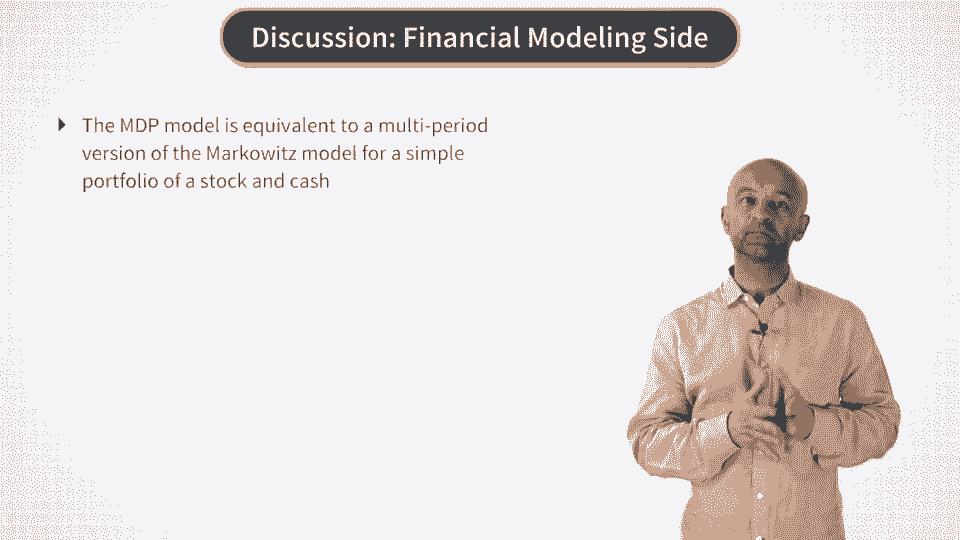 Discussion: Financial Modeling Side
The MDP model is equivalent to a multi-period
version of the Markowitz model for a simple
portfolio of a stock and cash